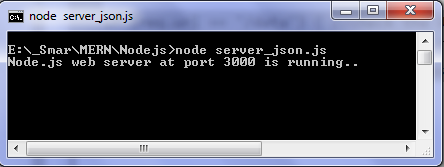 node  server_json.js
E:\_Smar\MERN\Nodejs>node server_json.js
Node.js web server at port 3000 is running..